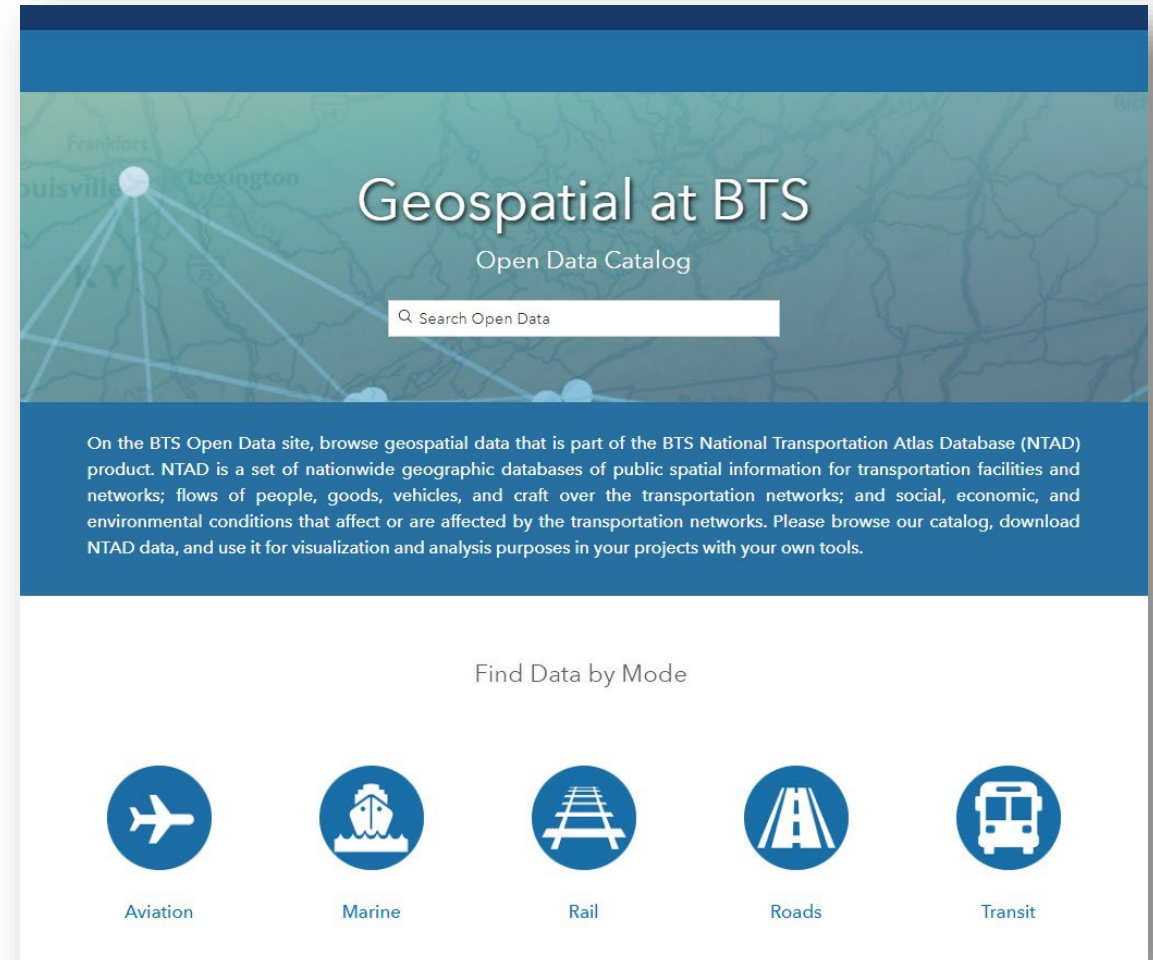 Rich
Frankfort
ouisville Lexington
Geospatial at BTS
KY
75
Open Data Catalog
Search Open Data
On the BTS Open Data site, browse geospatial data that is part of the BTS National Transportation Atlas Database (NTAD)
product. NTAD is a set of nationwide geographic databases of public spatial information for transportation facilities and
networks; flows of people, goods, vehicles, and craft over the transportation networks; and social, economic, and
environmental conditions that affect or are affected by the transportation networks. Please browse our catalog, download
NTAD data, and use it for visualization and analysis purposes in your projects with your own tools.
Find Data by Mode
Aviation Marine Rail Roads Transit